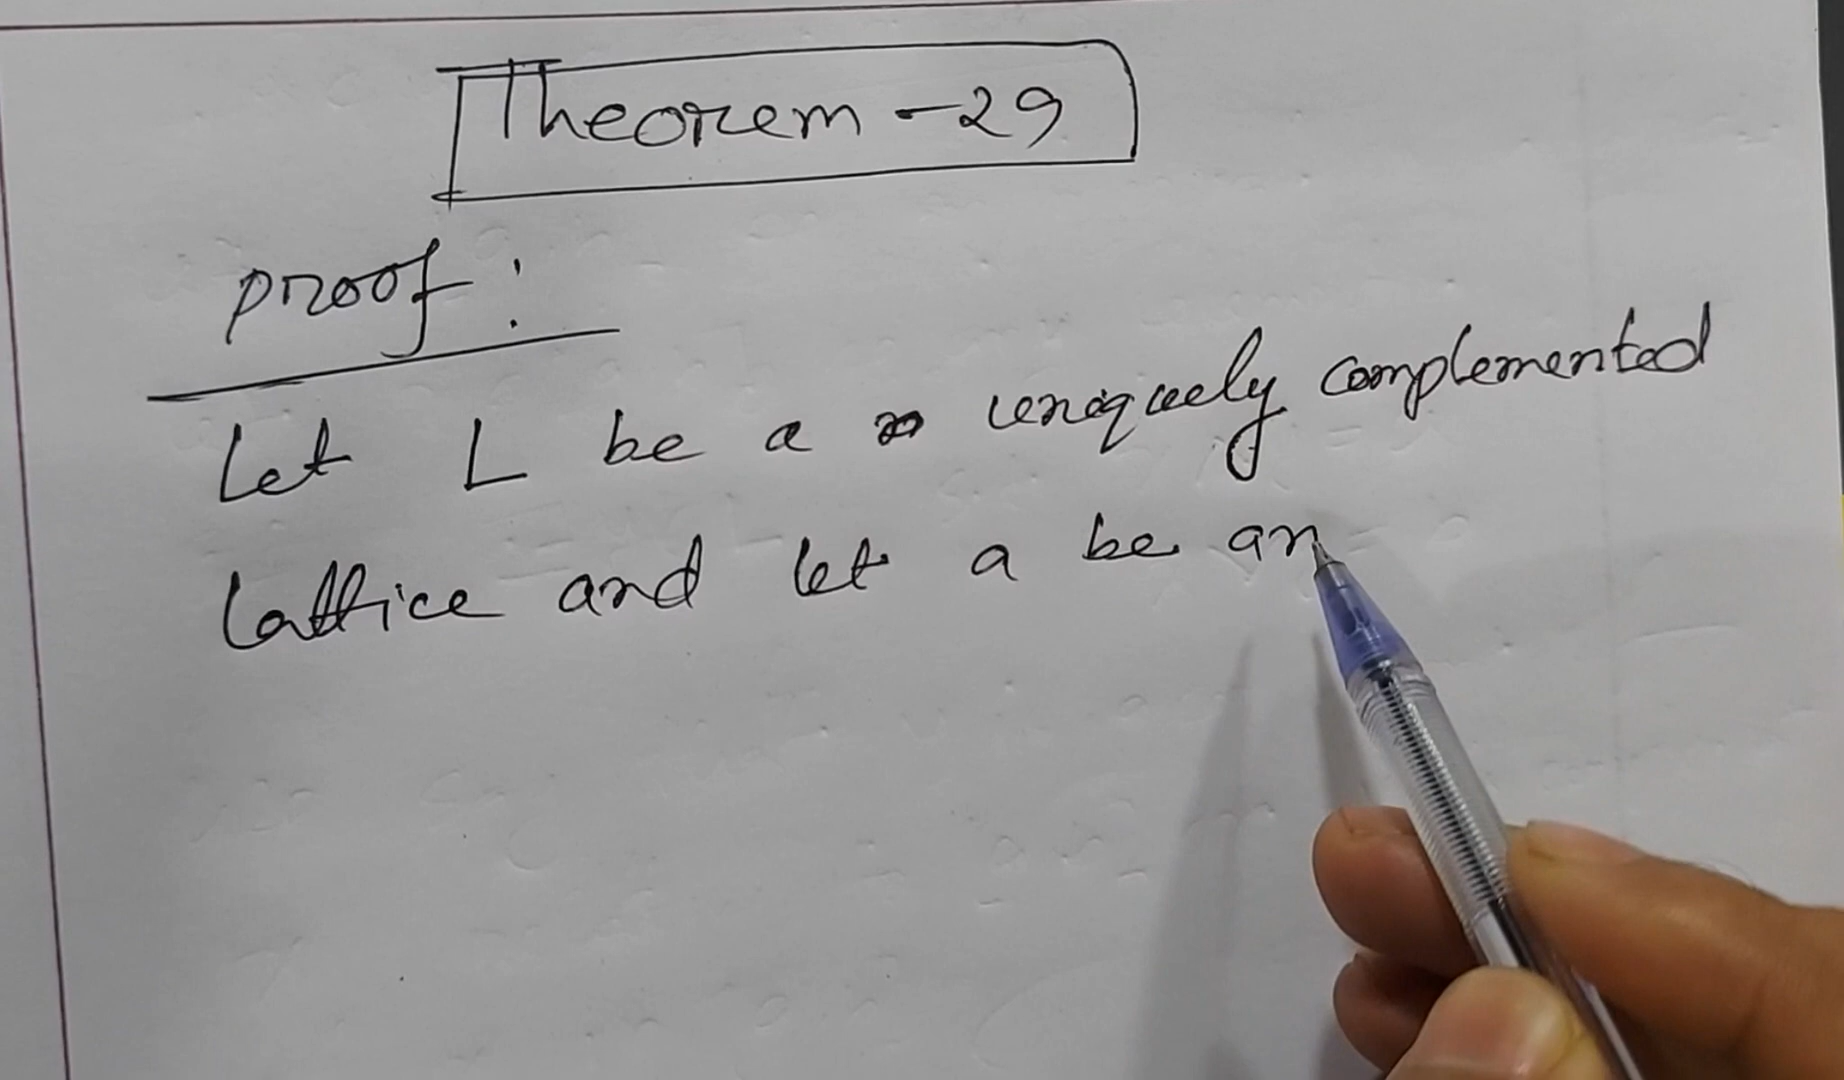 Theorem - 29
Proof :
Let L be a uniquely complemented
lattice and let a be an